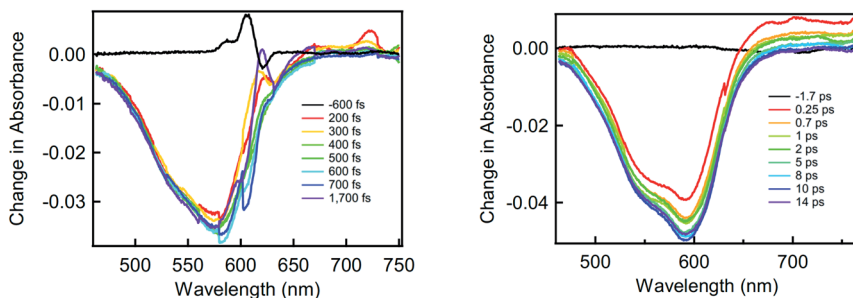 Change in Absorbance
0.00
-0.01
-0.02
-0.03
500
550
600
650
700
750
Wavelength (nm)
-600 fs
200 fs
300 fs
400 fs
500 fs
600 fs
700 fs
1,700 fs
Change in Absorbance
0.00
-0.02
-0.04
500
600
700
Wavelength (nm)
-1.7 ps
0.25 ps
0.7 ps
1 ps
2 ps
5 ps
8 ps
10 ps
14 ps